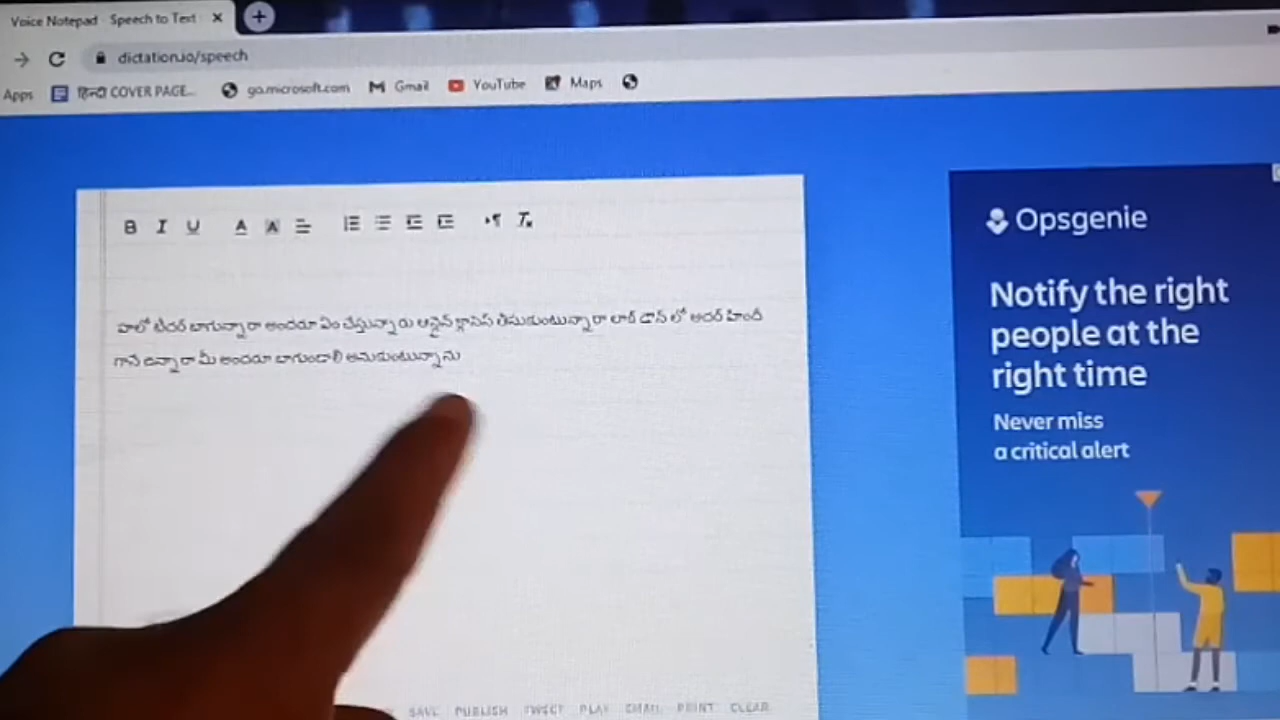 Voice Notepad - Speech to Text
dictation.io/speech
Apps हिन्दी COVER PAGE... go.microsoft.com Gmail YouTube Maps
B I U A A
హలో టీచర్ బాగున్నారా అందరూ ఏం చేస్తున్నారు ఆన్లైన్ క్లాసెస్ తీసుకుంటున్నారా లాక్ డౌన్ లో అదర్ హిందీ
గానే ఉన్నారా మీ అందరూ బాగుండాలి అనుకుంటున్నాను
SAVE PUBLISH TWEET PLAY EMAIL PRINT CLEAR
Opsgenie
Notify the right
people at the
right time
Never miss
a critical alert